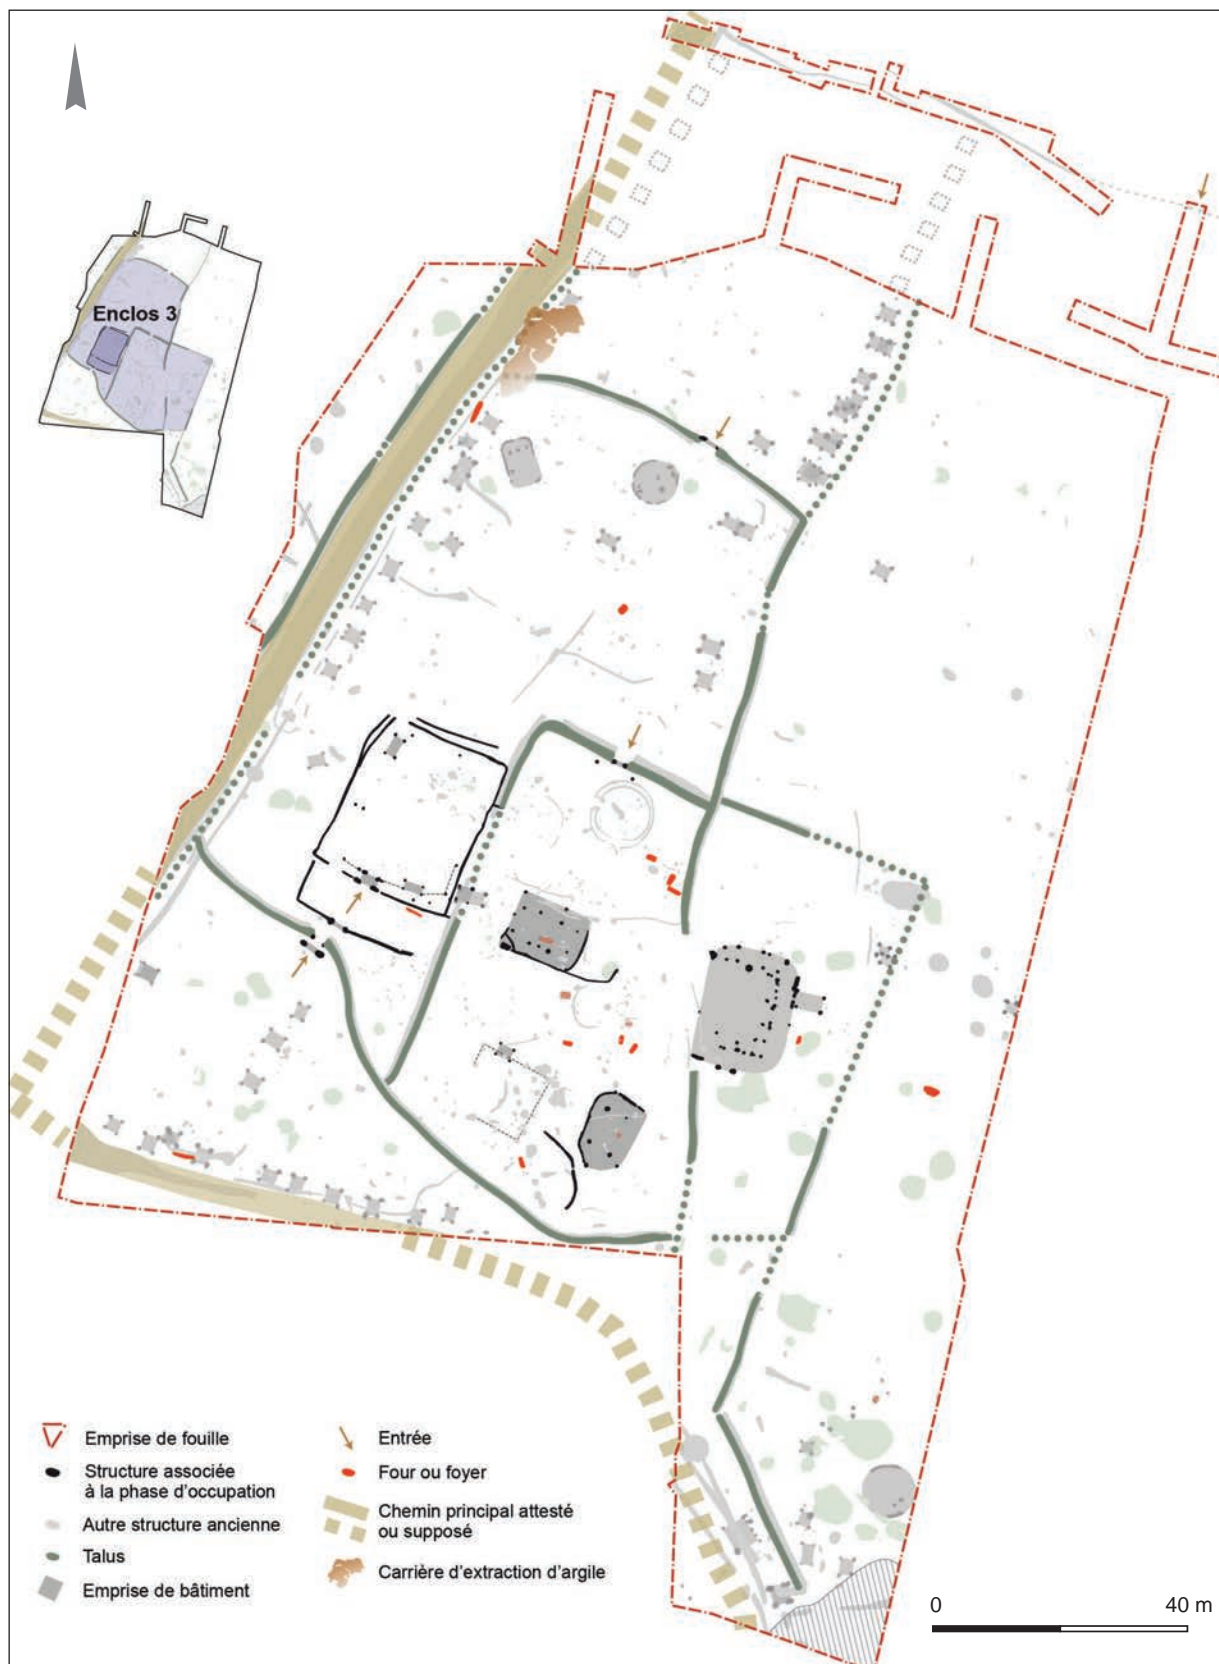 Enclos 3
Emprise de fouille
Structure associée
à la phase d'occupation
Autre structure ancienne
Talus
Emprise de bâtiment
Entrée
Four ou foyer
Chemin principal attesté
ou supposé
Carrière d'extraction d'argile
0 40 m